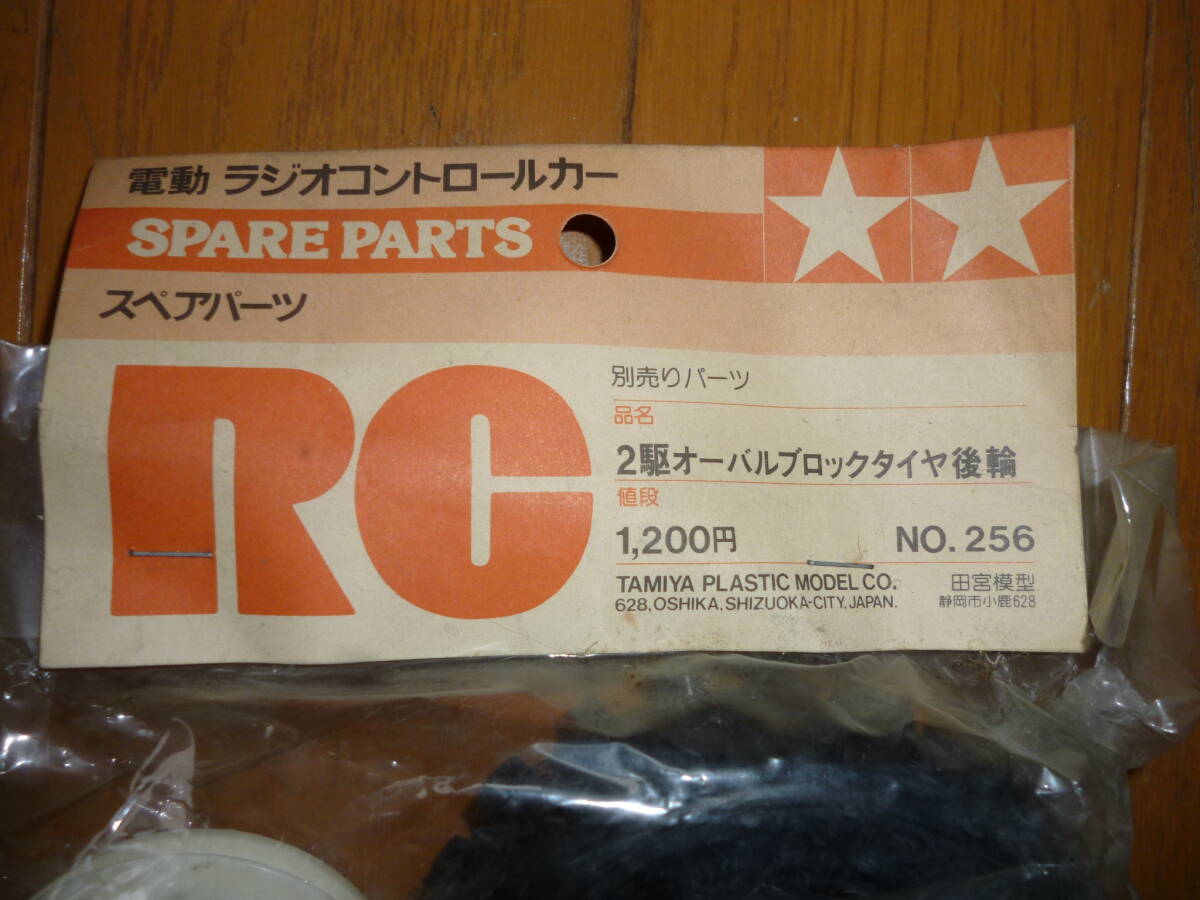 電動 ラジオコントロールカー
SPARE PARTS
スペアパーツ
RC
別売りパーツ
品名
2駆オーバルブロックタイヤ後輪
値段
1,200円 NO. 256
TAMIYA PLASTIC MODEL CO. 田宮模型
628, OSHIKA, SHIZUOKA-CITY, JAPAN. 静岡市小鹿628